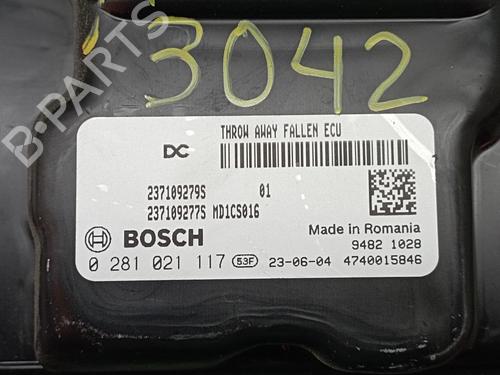 3042
B-PARTS
DC
THROW AWAY FALLEN ECU
237109279S 01
237109277S MD1CS016
BOSCH
Made in Romania
9482 1028
0 281 021 117 53F 23-06-04 4740015846